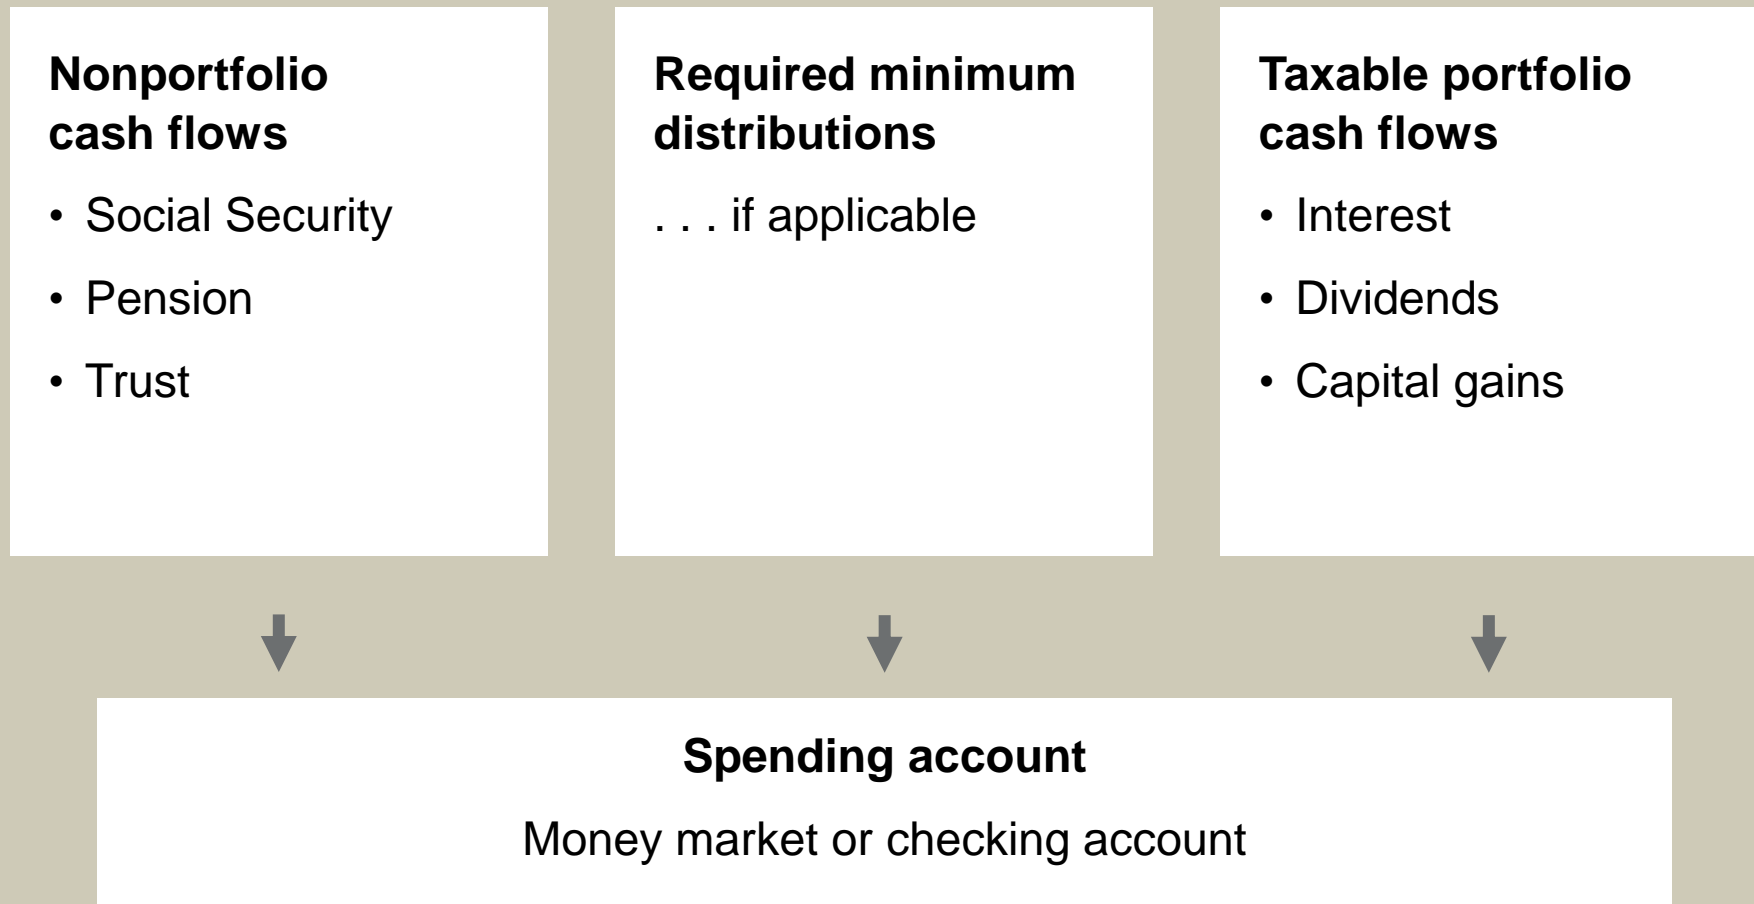 Nonportfolio
cash flows
• Social Security
• Pension
• Trust
Required minimum
distributions
. . . if applicable
Taxable portfolio
cash flows
• Interest
• Dividends
• Capital gains
Spending account
Money market or checking account